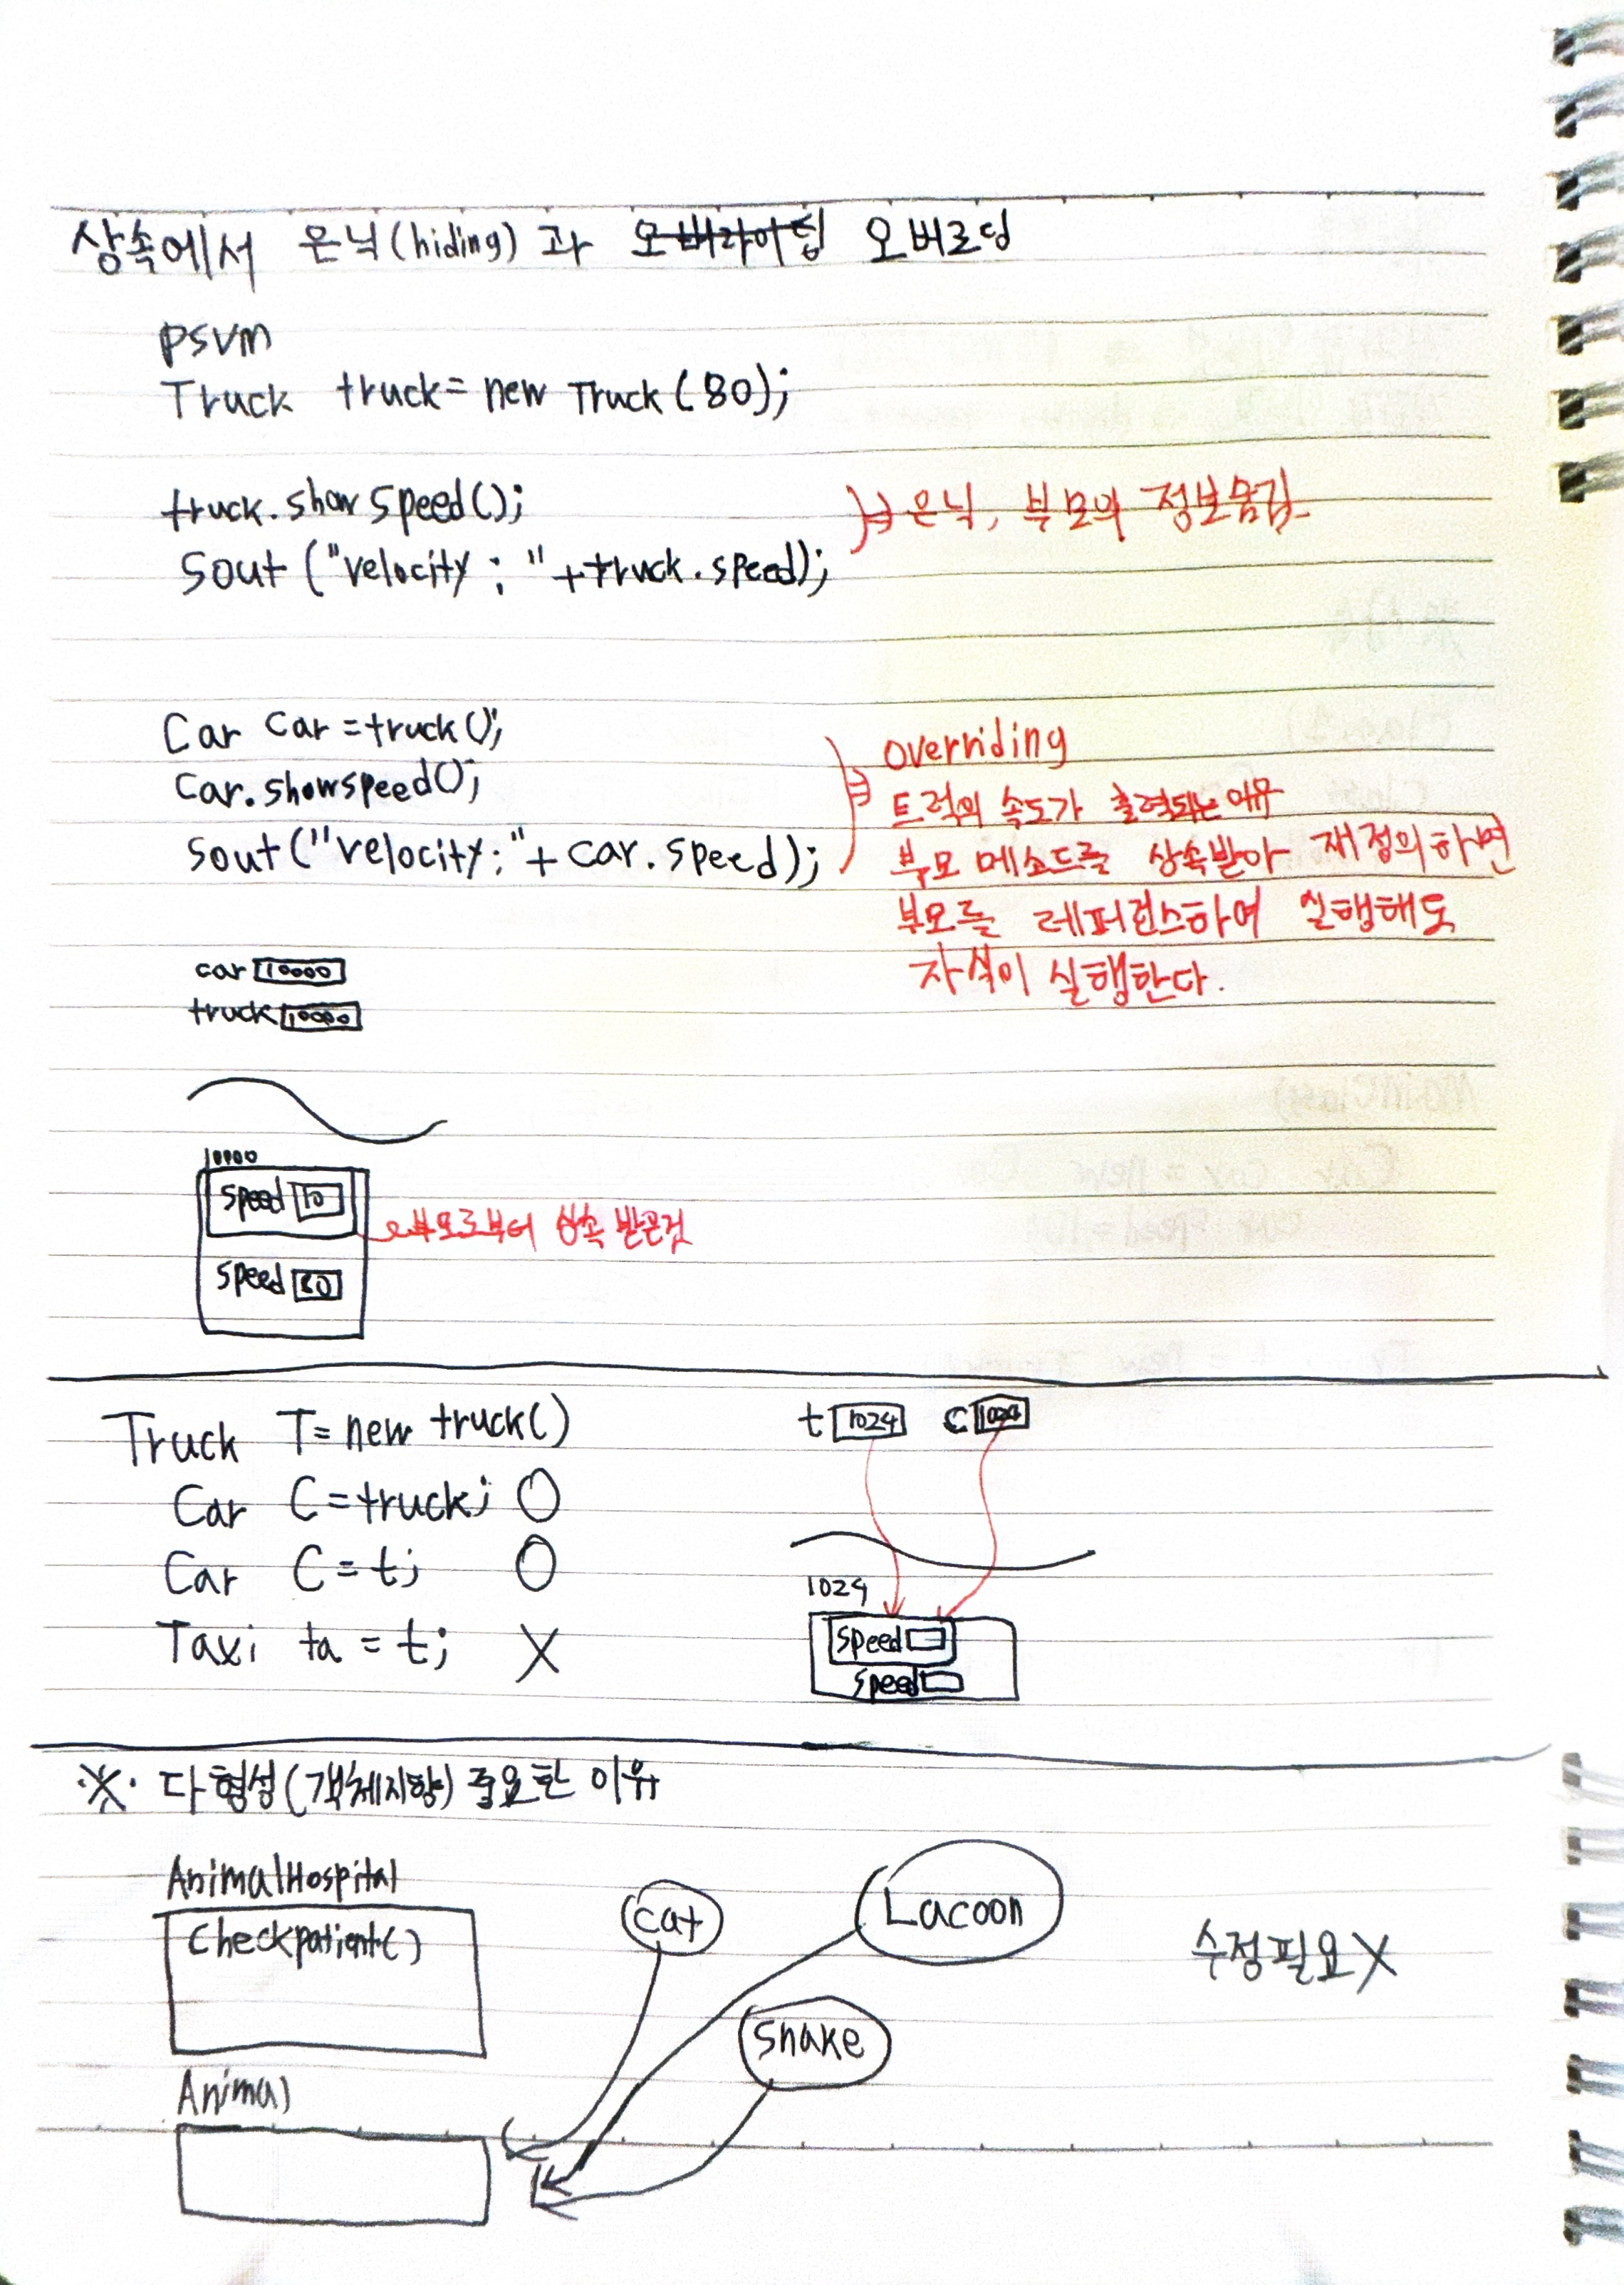 상속에서 은닉(hiding)과 오버라이딩 오버로딩
psvm
Truck truck = new Truck(80);
truck.show speed();
⇒ 은닉, 부모의 정보숨김
Sout ("velocity : " + truck.speed);
Car car = truck();
Car.showspeed();
Sout ("velocity : " + car.speed);
Overriding
트럭의 속도가 출력되는 이유
부모 메소드를 상속받아 재정의하면
부모를 레퍼런스하여 실행해도
자식이 실행한다.
car 10000
truck 10000
10000
Speed 10
부모로부터 상속 받은것
Speed 80
Truck T = new truck()
Car C = truck; O
Car C = t; O
Taxi ta = t; X
t 1024 C 1024
1024
Speed
Speed
※. 다형성(객체지향) 중요한 이유
AnimalHospital
Checkpatient()
Cat
Lacoon
Snake
수정필요X
Animal